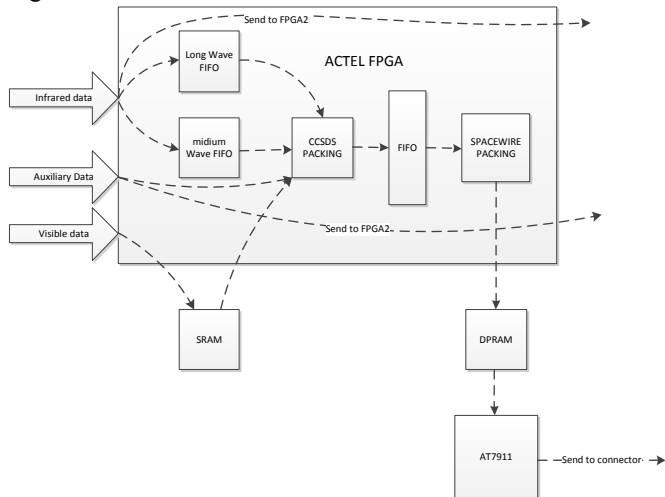 Send to FPGA2
Long Wave
FIFO
ACTEL FPGA
Infrared data
midium
Wave FIFO
CCSDS
PACKING
FIFO
SPACEWIRE
PACKING
Auxiliary Data
Visible data
Send to FPGA2
SRAM
DPRAM
AT7911
Send to connector